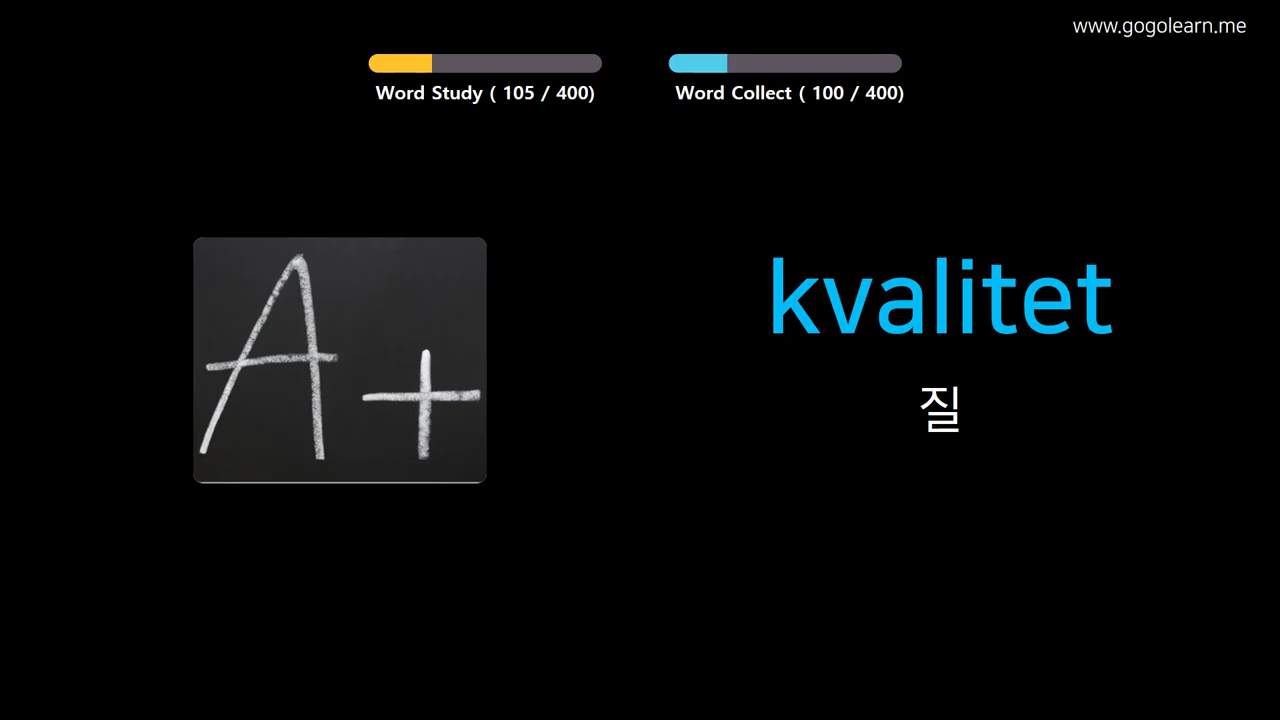 www.gogolearn.me
Word Study ( 105 / 400)
Word Collect ( 100 / 400)
A+
kvalitet
질